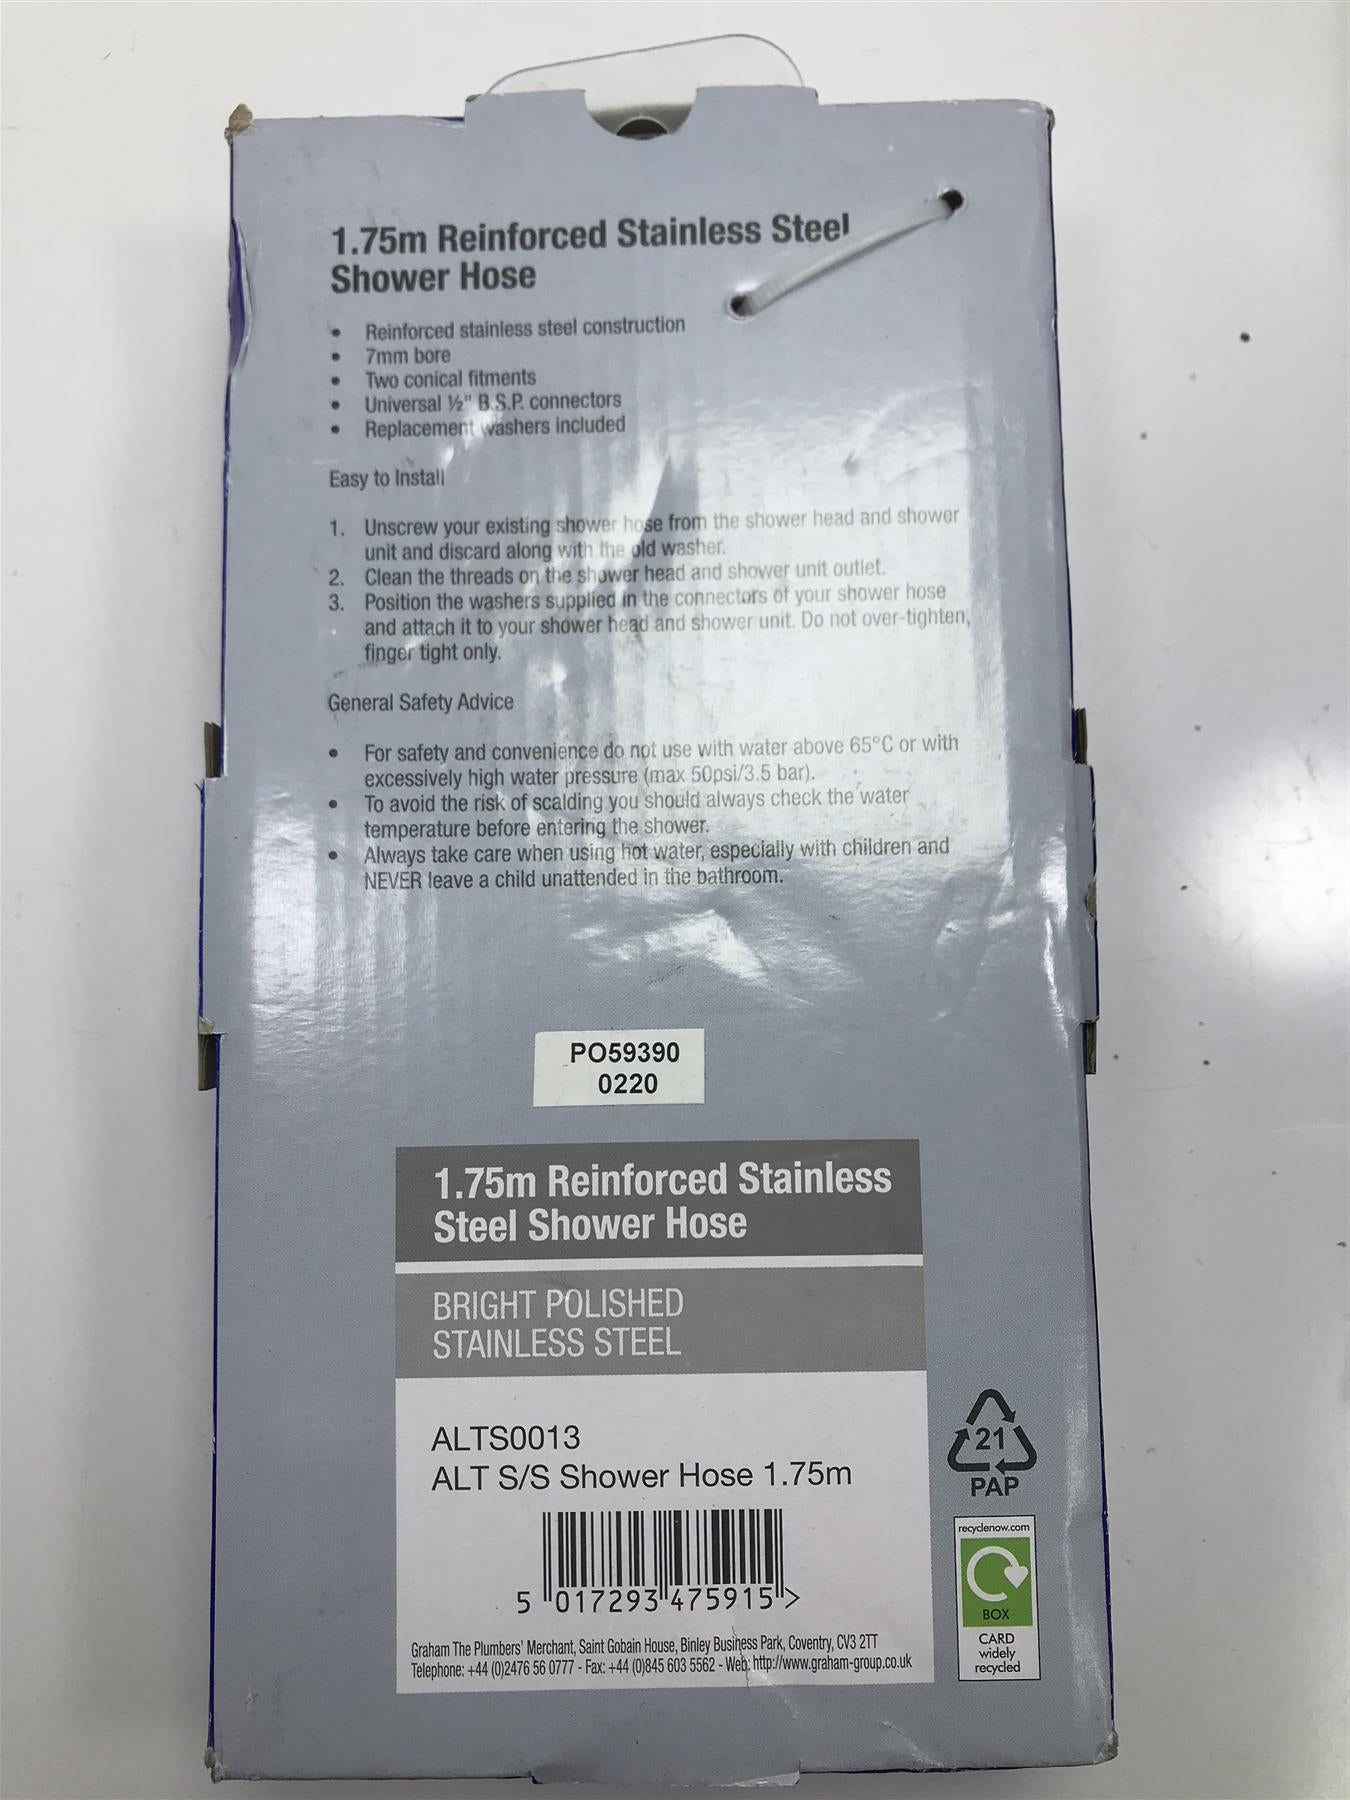 1.75m Reinforced Stainless Steel
Shower Hose
• Reinforced stainless steel construction
• 7mm bore
• Two conical fitments
• Universal ½" B.S.P. connectors
• Replacement washers included
Easy to Install
1. Unscrew your existing shower hose from the shower head and shower
unit and discard along with the old washer.
2. Clean the threads on the shower head and shower unit outlet.
3. Position the washers supplied in the connectors of your shower hose
and attach it to your shower head and shower unit. Do not over-tighten,
finger tight only.
General Safety Advice
• For safety and convenience do not use with water above 65°C or with
excessively high water pressure (max 50psi/3.5 bar).
• To avoid the risk of scalding you should always check the water
temperature before entering the shower.
• Always take care when using hot water, especially with children and
NEVER leave a child unattended in the bathroom.
PO59390
0220
1.75m Reinforced Stainless
Steel Shower Hose
BRIGHT POLISHED
STAINLESS STEEL
ALTS0013
ALT S/S Shower Hose 1.75m
5 017293 475915 >
Graham The Plumbers' Merchant, Saint Gobain House, Binley Business Park, Coventry, CV3 2TT
Telephone: +44 (0)2476 56 0777 - Fax: +44 (0)845 603 5562 - Web: http://www.graham-group.co.uk
21
PAP
recyclenow.com
BOX
CARD
widely
recycled